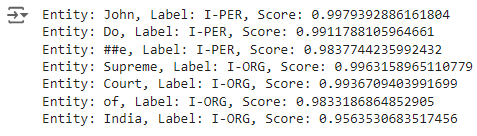 Entity: John, Label: I-PER, Score: 0.9979392886161804
Entity: Do, Label: I-PER, Score: 0.9911788105964661
Entity: ##e, Label: I-PER, Score: 0.9837744235992432
Entity: Supreme, Label: I-ORG, Score: 0.9963158965110779
Entity: Court, Label: I-ORG, Score: 0.9936709403991699
Entity: of, Label: I-ORG, Score: 0.9833186864852905
Entity: India, Label: I-ORG, Score: 0.9563530683517456